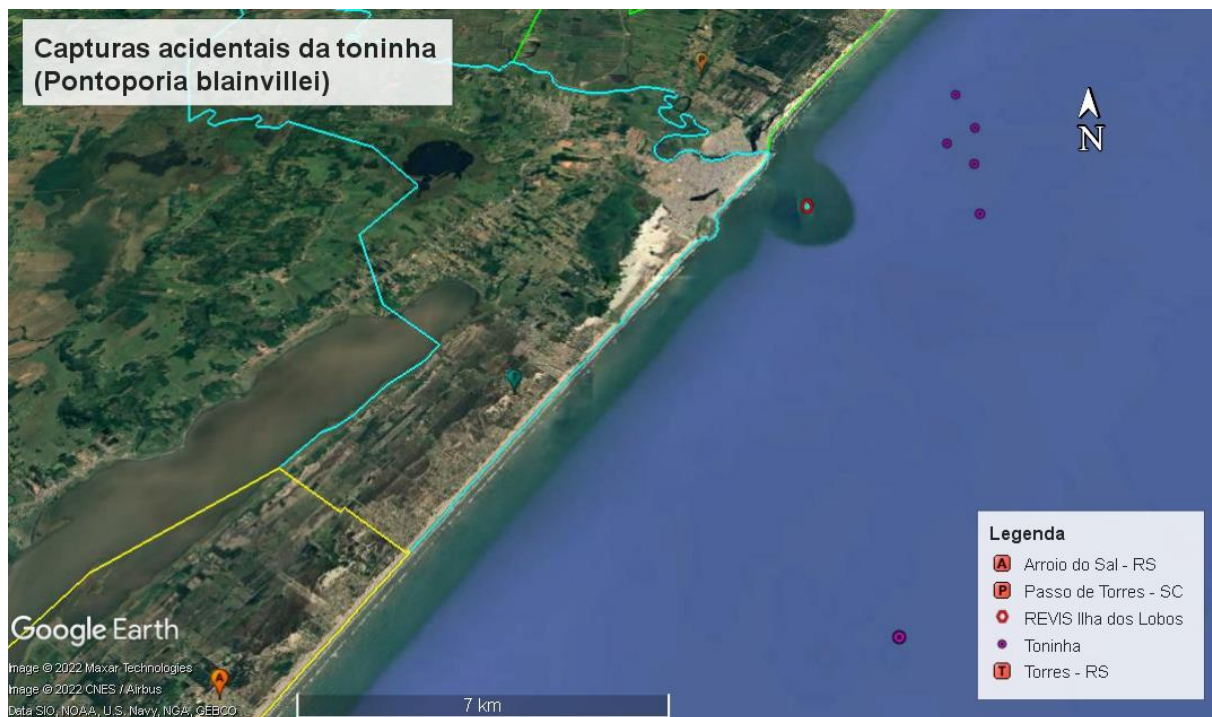 Capturas acidentais da toninha
(Pontoporia blainvillei)
P
N
Legenda
A Arroio do Sal - RS
P Passo de Torres - SC
REVIS Ilha dos Lobos
Toninha
T Torres - RS
Google Earth
Image © 2022 Maxar Technologies
Image © 2022 CNES / Airbus
Data SIO, NOAA, U.S. Navy, NGA, GEBCO
A
7 km